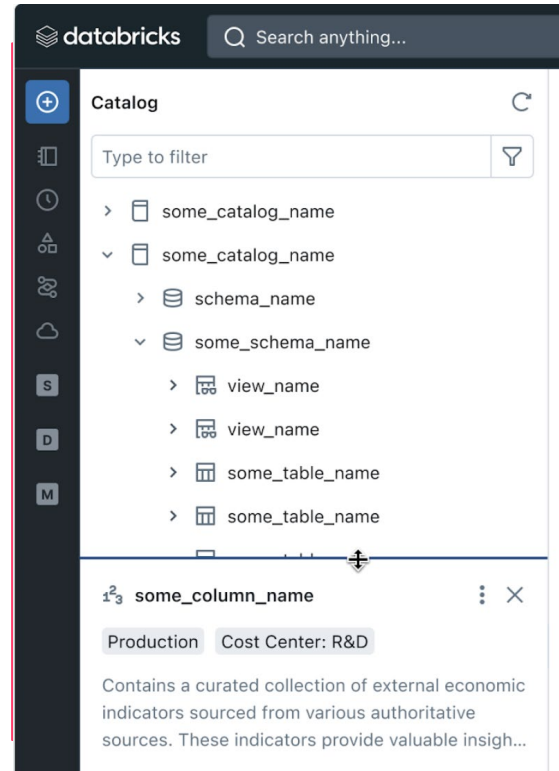 databricks
Search anything...
Catalog
Type to filter
some_catalog_name
some_catalog_name
schema_name
some_schema_name
view_name
view_name
some_table_name
some_table_name
S
D
M
1²3 some_column_name
Production Cost Center: R&D
Contains a curated collection of external economic
indicators sourced from various authoritative
sources. These indicators provide valuable insigh...